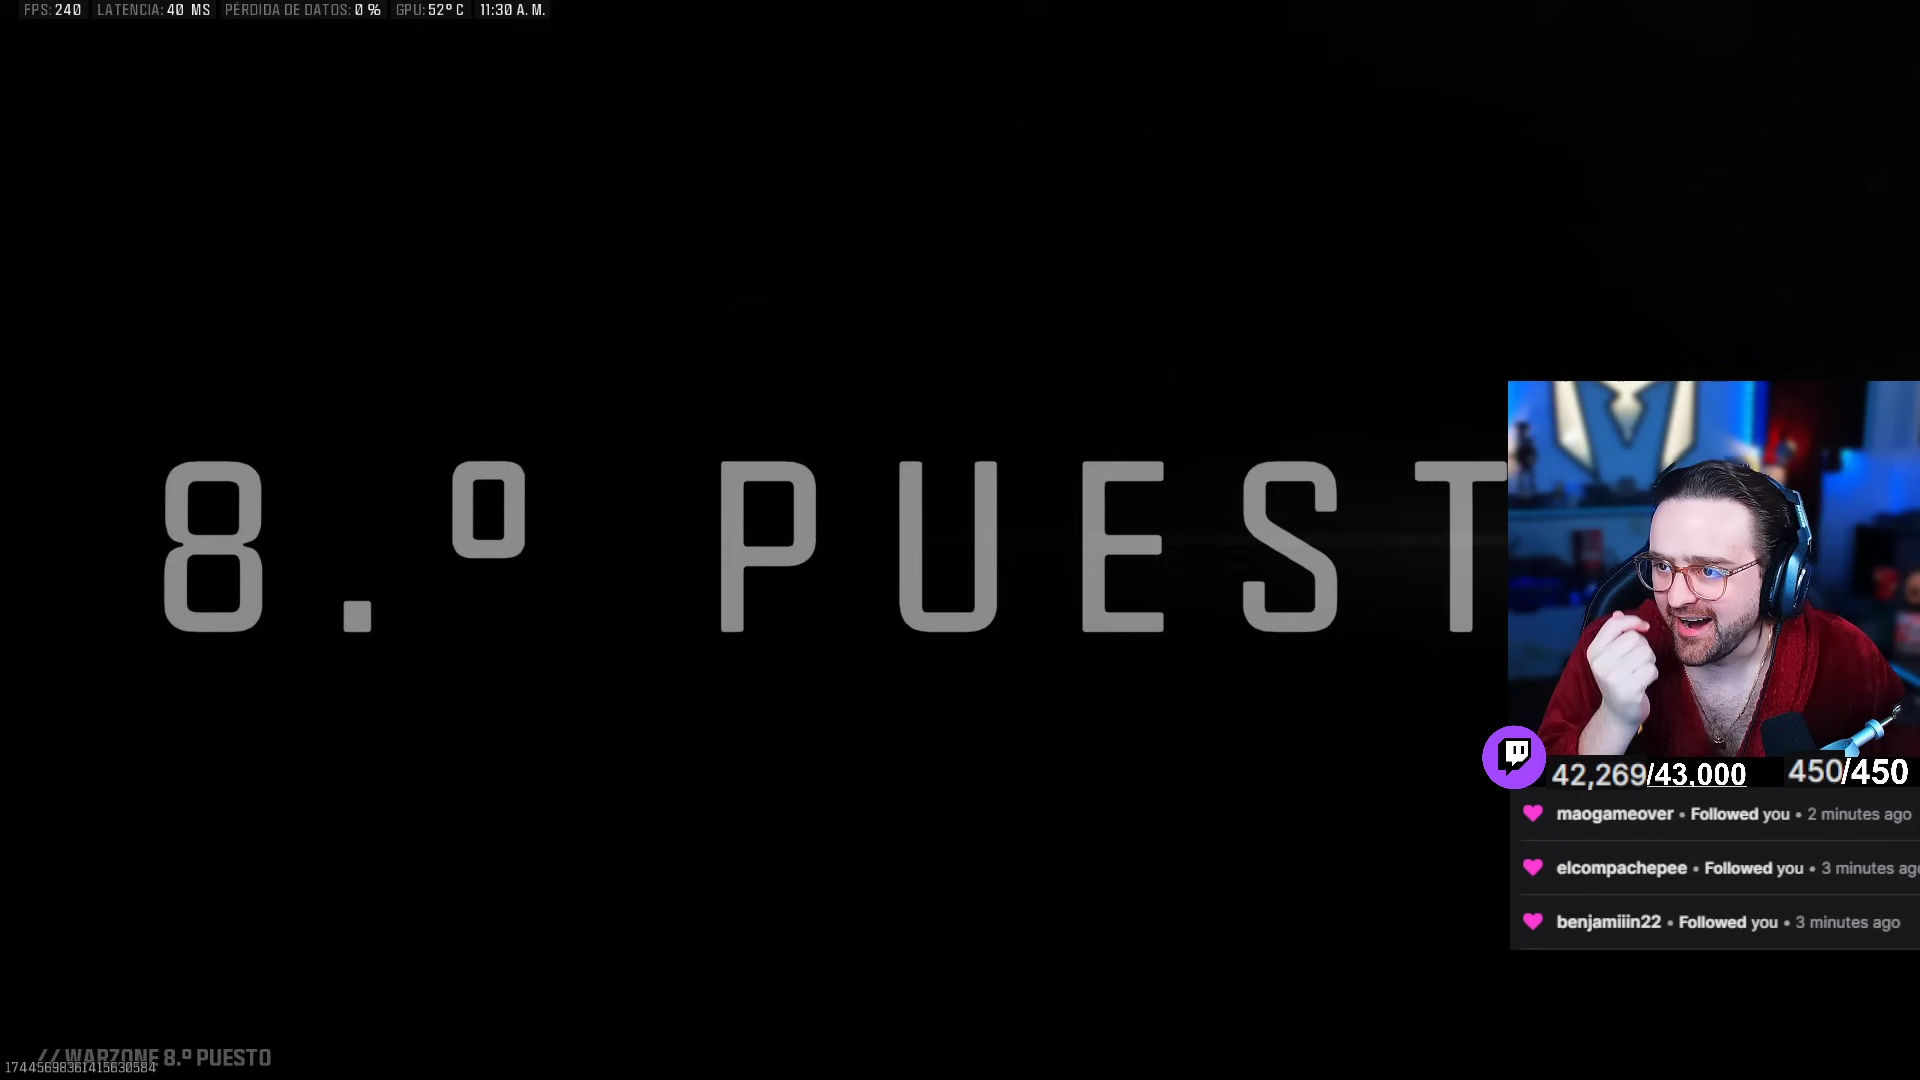 FPS: 240 LATENCIA: 40 MS PÉRDIDA DE DATOS: 0 % GPU: 52º C 11:30 A. M.
8.º PUEST
42,269/43,000 450/450
maogameover • Followed you • 2 minutes ago
elcompachepee • Followed you • 3 minutes ago
benjamiiin22 • Followed you • 3 minutes ago
// WARZONE 8.º PUESTO
17445698361415630584